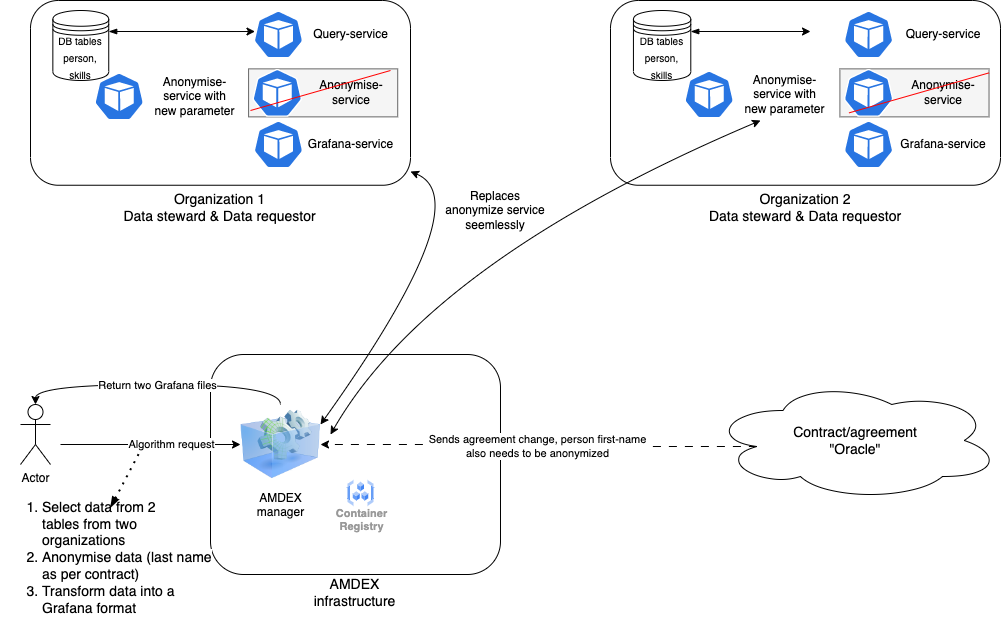 DB tables
person,
skills
Query-service
Anonymise-
service with
new parameter
Anonymise-
service
Grafana-service
Organization 1
Data steward & Data requestor
DB tables
person,
skills
Query-service
Anonymise-
service with
new parameter
Anonymise-
service
Grafana-service
Organization 2
Data steward & Data requestor
Replaces
anonymize service
seemlessly
Return two Grafana files
Algorithm request
Actor
1. Select data from 2
tables from two
organizations
2. Anonymise data (last name
as per contract)
3. Transform data into a
Grafana format
AMDEX
manager
Container
Registry
AMDEX
infrastructure
Sends agreement change, person first-name
also needs to be anonymized
Contract/agreement
"Oracle"